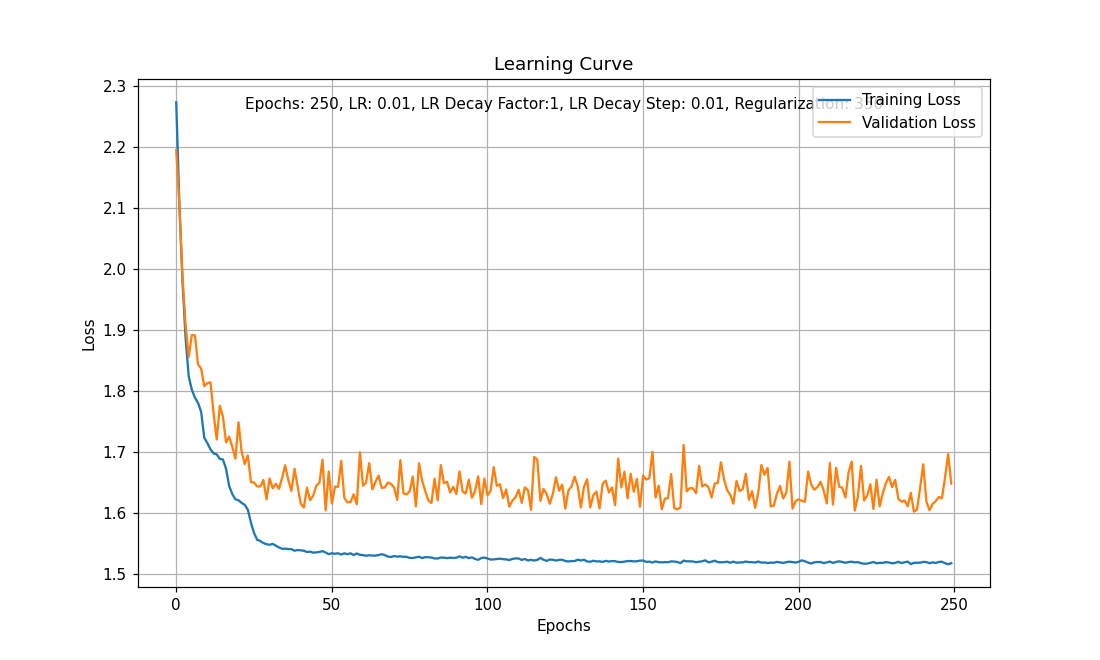 Learning Curve
Epochs: 250, LR: 0.01, LR Decay Factor:1, LR Decay Step: 0.01, Regularization:
Training Loss
Validation Loss
2.3
2.2
2.1
2.0
1.9
1.8
1.7
1.6
1.5
Loss
0
50
100
150
200
250
Epochs